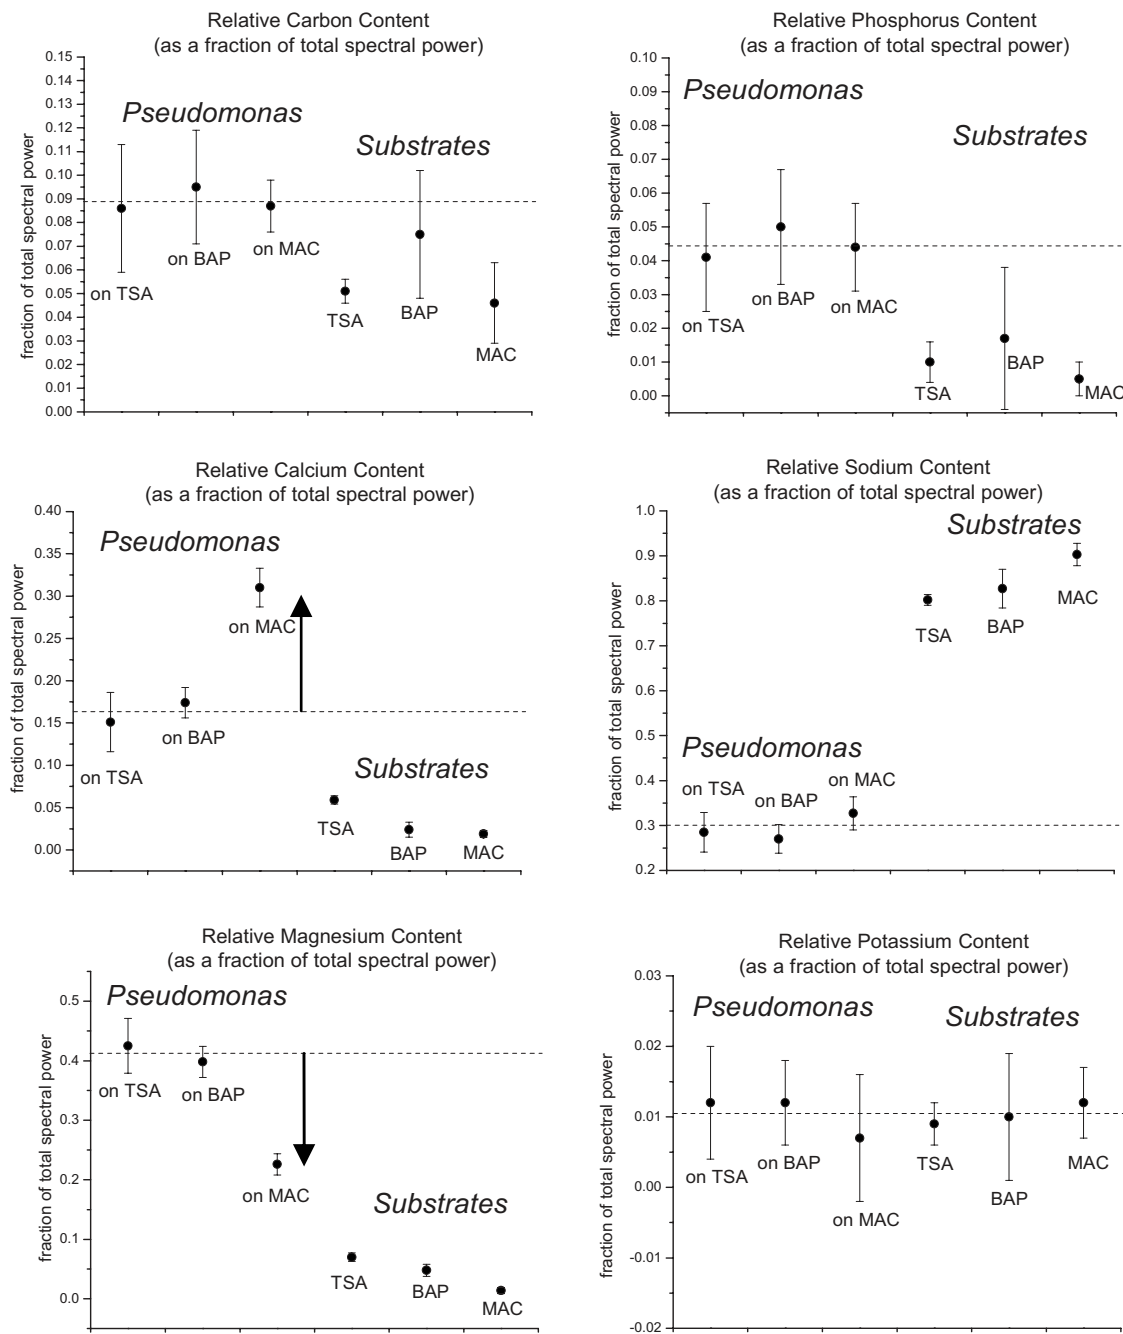 Relative Carbon Content
(as a fraction of total spectral power)
fraction of total spectral power
0.15
0.14
0.13
0.12
0.11
0.10
0.09
0.08
0.07
0.06
0.05
0.04
0.03
0.02
0.01
0.00
Pseudomonas
Substrates
on TSA
on BAP
on MAC
TSA
BAP
MAC
Relative Phosphorus Content
(as a fraction of total spectral power)
fraction of total spectral power
0.10
0.09
0.08
0.07
0.06
0.05
0.04
0.03
0.02
0.01
0.00
Pseudomonas
Substrates
on TSA
on BAP
on MAC
TSA
BAP
MAC
Relative Calcium Content
(as a fraction of total spectral power)
fraction of total spectral power
0.40
0.35
0.30
0.25
0.20
0.15
0.10
0.05
0.00
Pseudomonas
on MAC
on BAP
on TSA
Substrates
TSA
BAP
MAC
Relative Sodium Content
(as a fraction of total spectral power)
fraction of total spectral power
1.0
0.9
0.8
0.7
0.6
0.5
0.4
0.3
0.2
Substrates
MAC
BAP
TSA
Pseudomonas
on TSA
on BAP
on MAC
Relative Magnesium Content
(as a fraction of total spectral power)
fraction of total spectral power
0.5
0.4
0.3
0.2
0.1
0.0
Pseudomonas
on TSA
on BAP
on MAC
Substrates
TSA
BAP
MAC
Relative Potassium Content
(as a fraction of total spectral power)
fraction of total spectral power
0.03
0.02
0.01
0.00
-0.01
-0.02
Pseudomonas
Substrates
on TSA
on BAP
on MAC
TSA
BAP
MAC